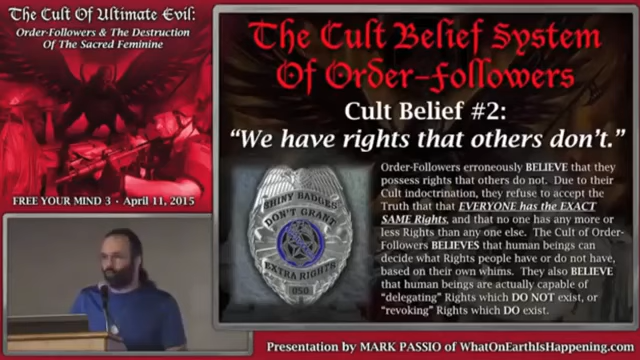 The Cult Of Ultimate Evil:
Order-Followers & The Destruction
Of The Sacred Feminine
FREE YOUR MIND 3 · April 11, 2015
The Cult Belief System
Of Order-Followers
Cult Belief #2:
“We have rights that others don’t.”
SHINY BADGES
DON'T GRANT
EXTRA RIGHTS
050
Order-Followers erroneously BELIEVE that they
possess rights that others do not. Due to their
Cult indoctrination, they refuse to accept the
Truth that that EVERYONE has the EXACT
SAME Rights, and that no one has any more or
less Rights than any one else. The Cult of Order-
Followers BELIEVES that human beings can
decide what Rights people have or do not have,
based on their own whims. They also BELIEVE
that human beings are actually capable of
“delegating” Rights which DO NOT exist, or
“revoking” Rights which DO exist.
Presentation by MARK PASSIO of WhatOnEarthIsHappening.com